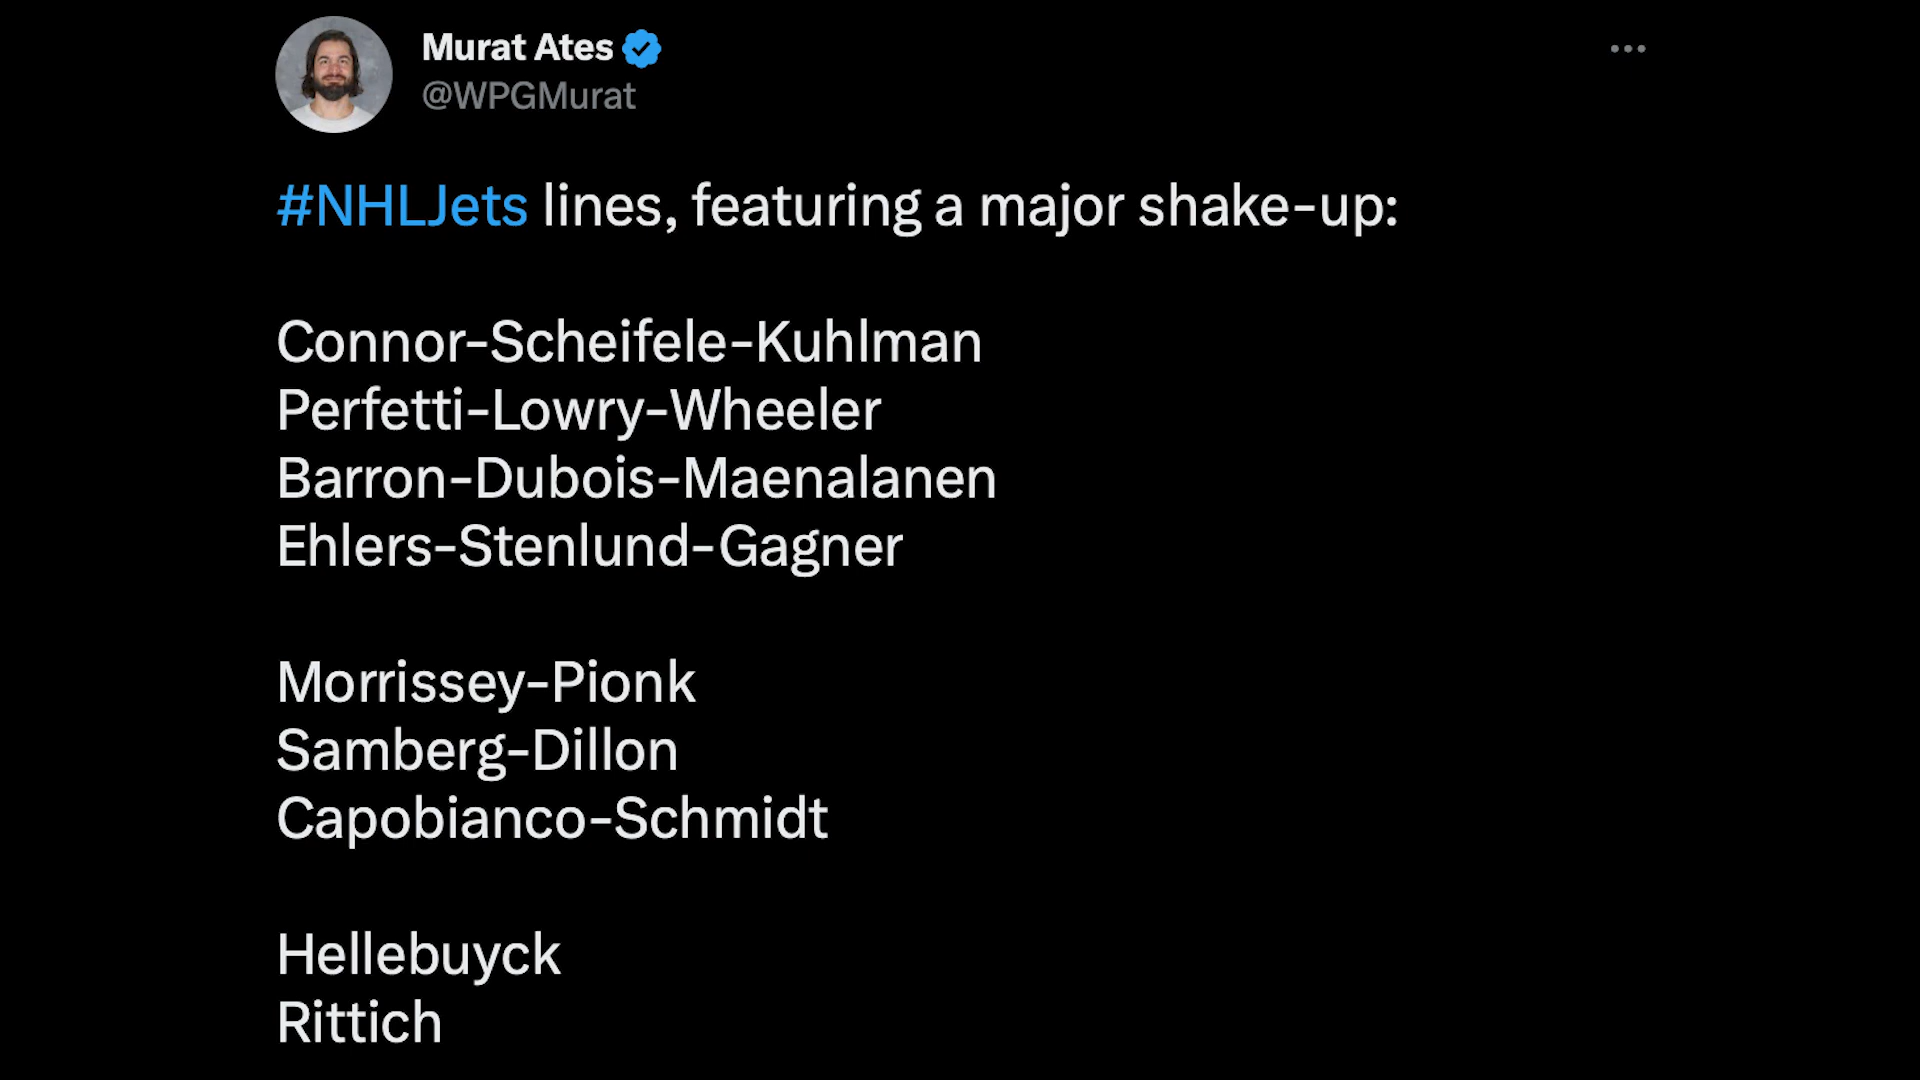 Murat Ates
@WPGMurat
#NHLJets lines, featuring a major shake-up:
Connor-Scheifele-Kuhlman
Perfetti-Lowry-Wheeler
Barron-Dubois-Maenalanen
Ehlers-Stenlund-Gagner
Morrissey-Pionk
Samberg-Dillon
Capobianco-Schmidt
Hellebuyck
Rittich